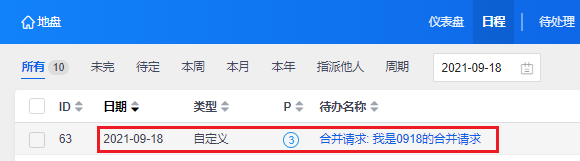 地盘 仪表盘 日程 待处理
所有 10 未完 待定 本周 本月 本年 指派他人 周期 2021-09-18
ID 日期 类型 P 待办名称
63 2021-09-18 自定义 3 合并请求: 我是0918的合并请求